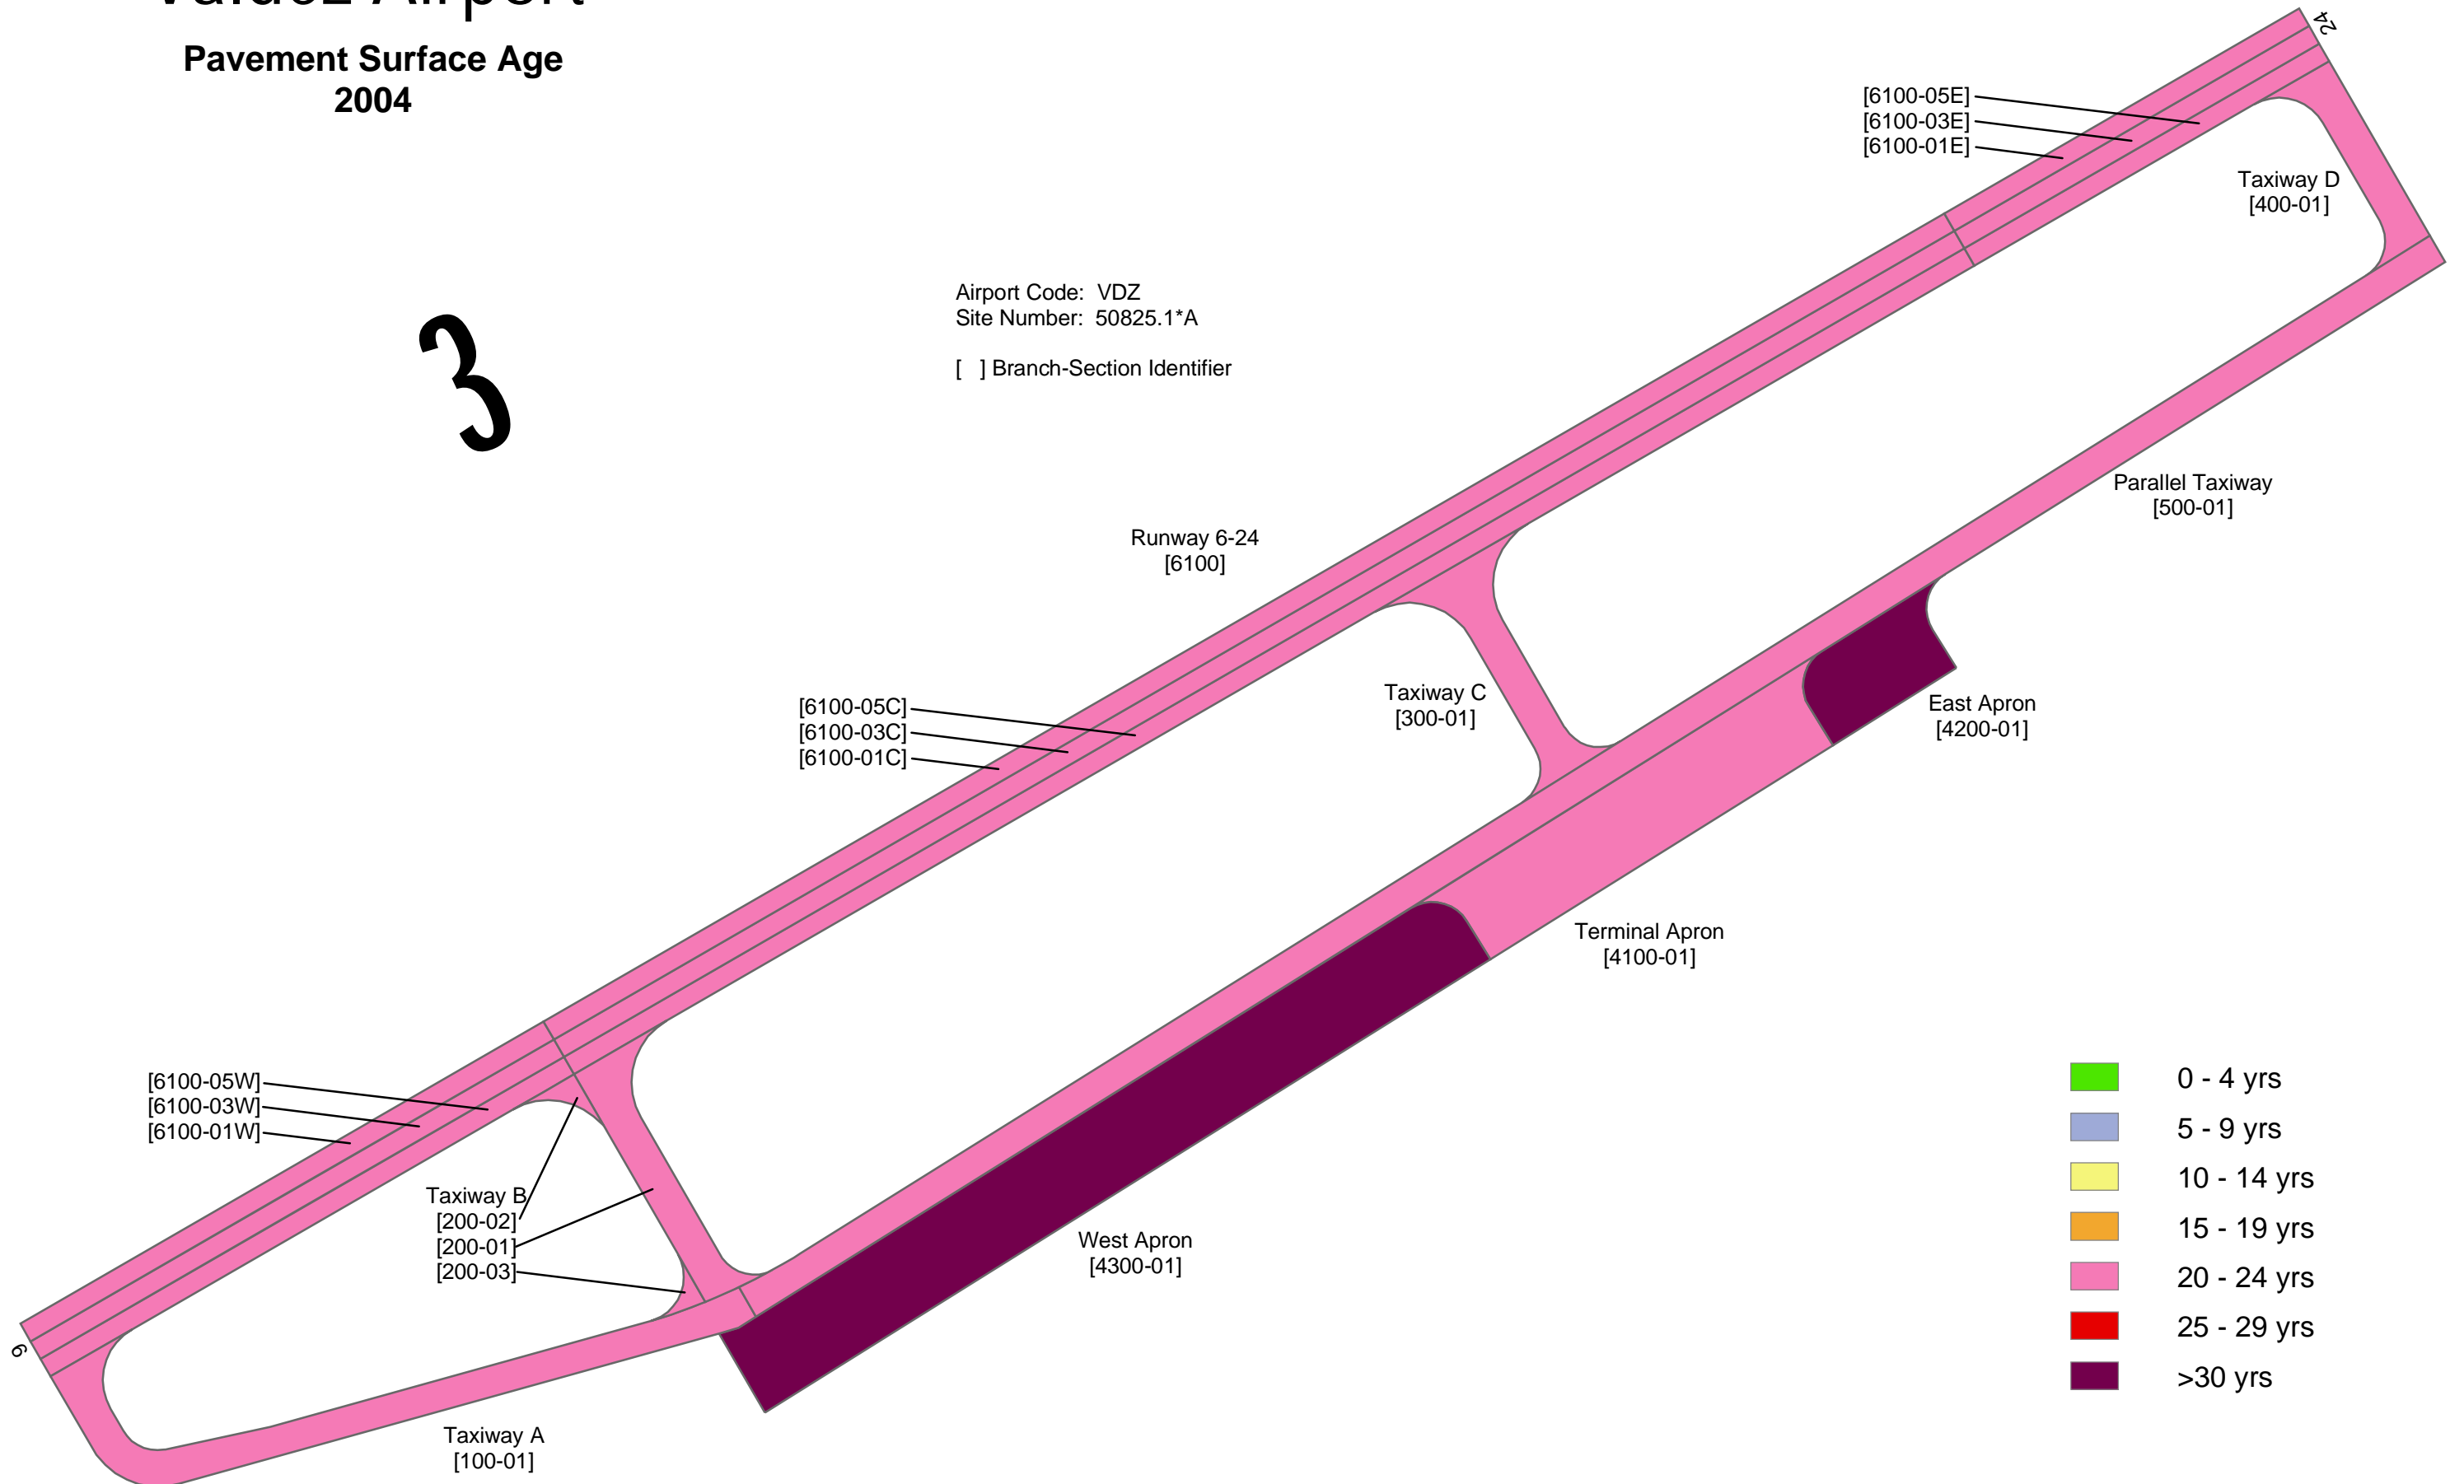 Valdez Airport
Pavement Surface Age
2004
24
[6100-05E]
[6100-03E]
[6100-01E]
Taxiway D
[400-01]
Airport Code: VDZ
Site Number: 50825.1*A
[ ] Branch-Section Identifier
3
Parallel Taxiway
[500-01]
Runway 6-24
[6100]
[6100-05C]
[6100-03C]
[6100-01C]
Taxiway C
[300-01]
East Apron
[4200-01]
Terminal Apron
[4100-01]
[6100-05W]
[6100-03W]
[6100-01W]
Taxiway B
[200-02]
[200-01]
[200-03]
West Apron
[4300-01]
6
Taxiway A
[100-01]
0 - 4 yrs
5 - 9 yrs
10 - 14 yrs
15 - 19 yrs
20 - 24 yrs
25 - 29 yrs
>30 yrs